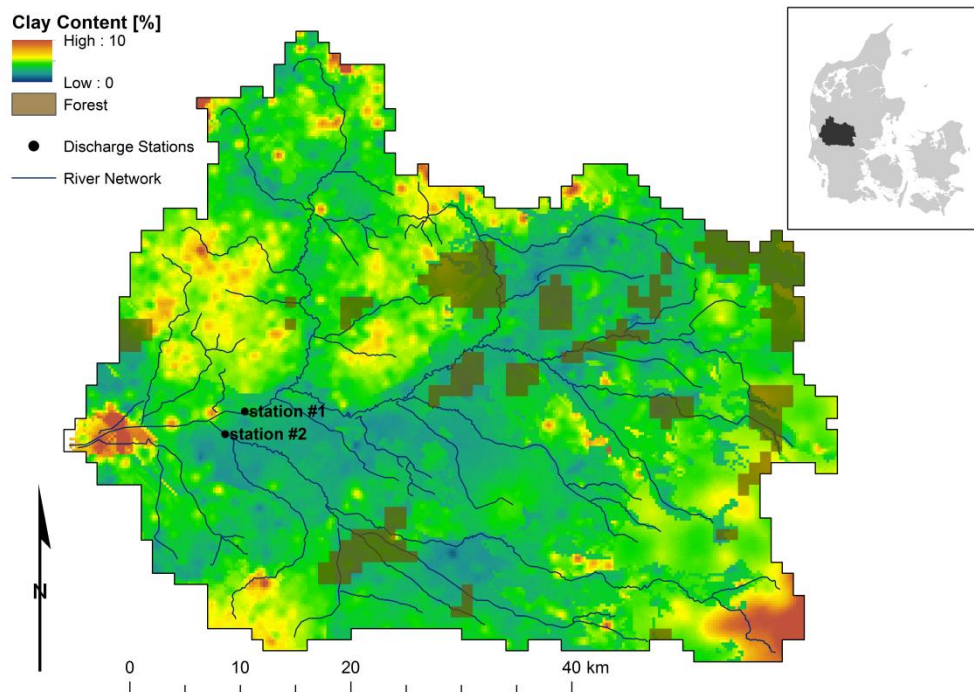 Clay Content [%]
High : 10
Low : 0
Forest
Discharge Stations
River Network
station #1
station #2
N
0 10 20 40 km